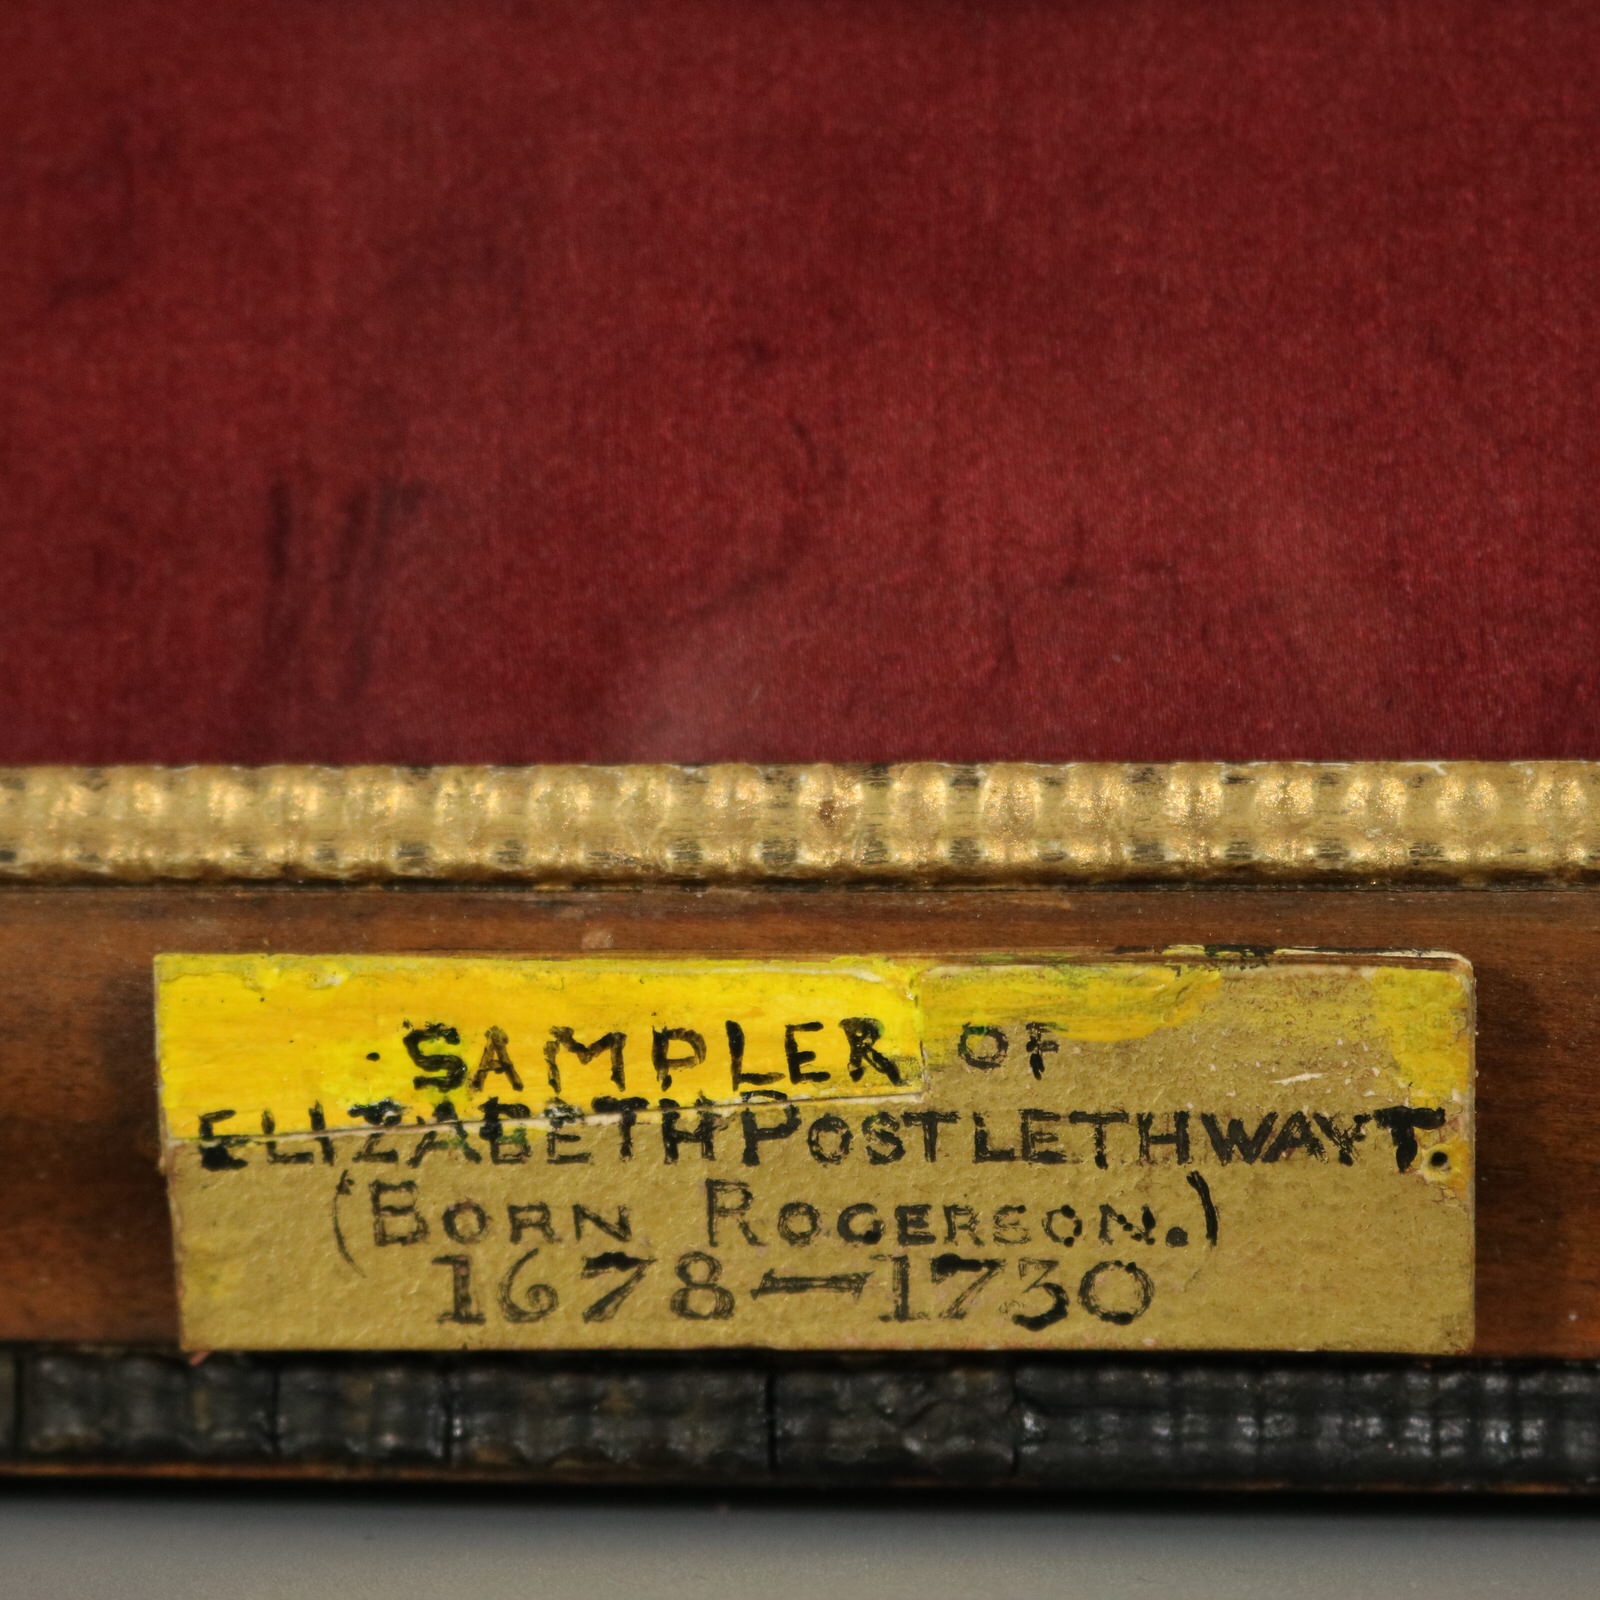 · SAMPLER OF
ELIZABETH POSTLETHWAYT.
(BORN ROGERSON.)
1678—1730